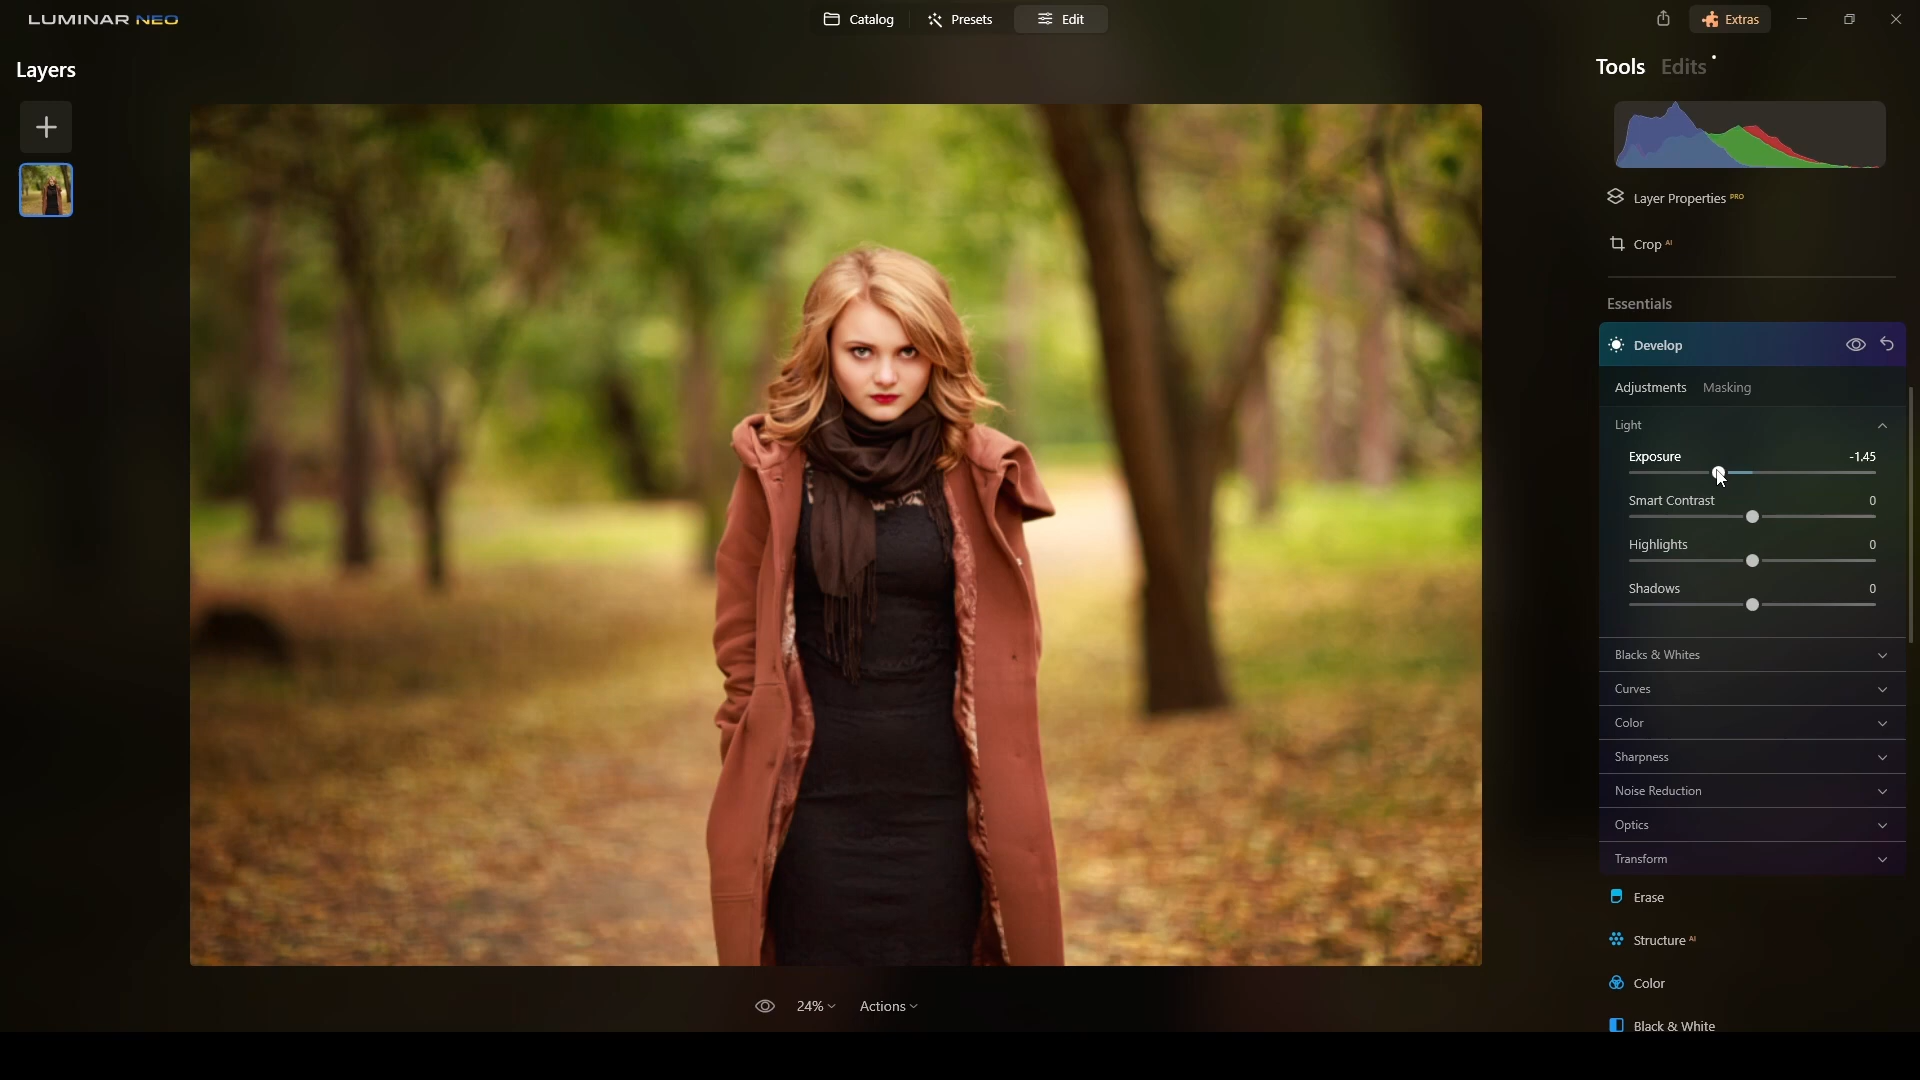 LUMINAR NEO
Catalog
Presets
Edit
Extras
Layers
Tools
Edits
Layer Properties PRO
Crop AI
Essentials
Develop
Adjustments
Masking
Light
Exposure -1.45
Smart Contrast 0
Highlights 0
Shadows 0
Blacks & Whites
Curves
Color
Sharpness
Noise Reduction
Optics
Transform
Erase
Structure AI
Color
Black & White
24%
Actions